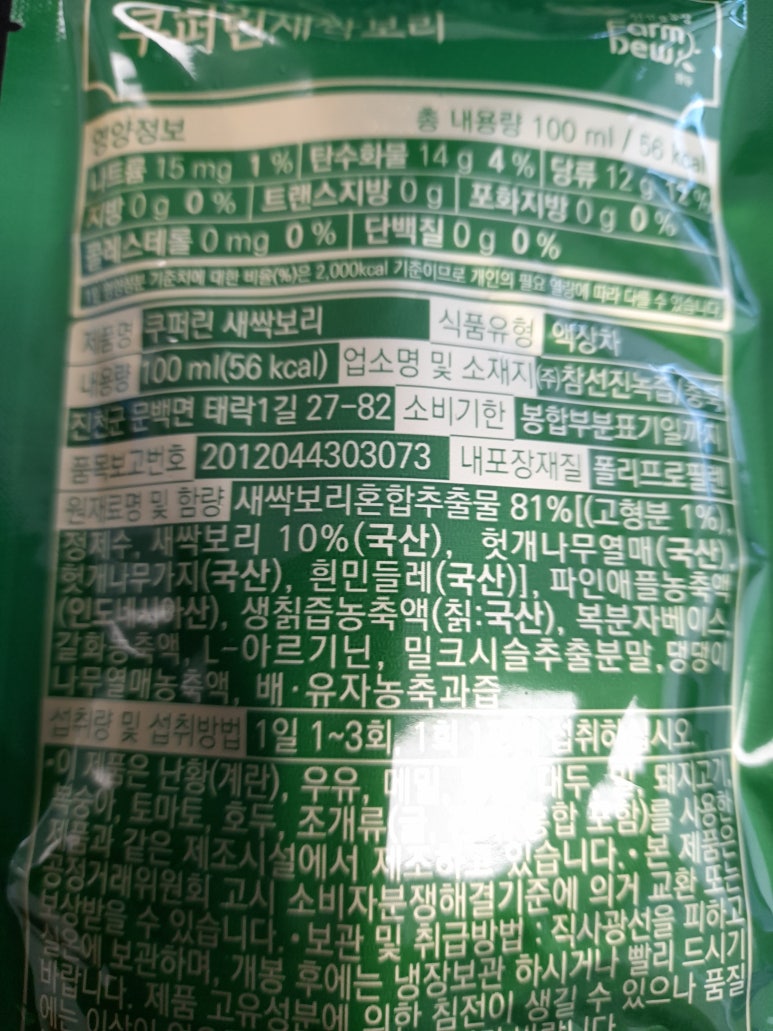 쿠퍼린새싹보리
Farm
Dew
영양정보 총 내용량 100 ml / 56 kcal
나트륨 15 mg 1 % 탄수화물 14 g 4 % 당류 12 g 12 %
지방 0 g 0 % 트랜스지방 0 g 포화지방 0 g 0 %
콜레스테롤 0 mg 0 % 단백질 0 g 0 %
1일 영양성분 기준치에 대한 비율(%)은 2,000kcal 기준이므로 개인의 필요 열량에 따라 다를 수 있습니다
제품명 쿠퍼린 새싹보리 식품유형 액상차
내용량 100 ml(56 kcal) 업소명 및 소재지 (주)참선진녹즙/충북
진천군 문백면 태락1길 27-82 소비기한 봉합부분표기일까지
품목보고번호 2012044303073 내포장재질 폴리프로필렌
원재료명 및 함량 새싹보리혼합추출물 81%[(고형분 1%),
정제수, 새싹보리 10%(국산), 헛개나무열매(국산),
헛개나무가지(국산), 흰민들레(국산)], 파인애플농축액
(인도네시아산), 생칡즙농축액(칡:국산), 복분자베이스,
갈화농축액, L-아르기닌, 밀크시슬추출분말, 댕댕이
나무열매농축액, 배·유자농축과즙
섭취량 및 섭취방법 1일 1~3회, 1회 섭취하십시오.
·이 제품은 난황(계란), 우유, 메밀, 대두, 돼지고기,
복숭아, 토마토, 호두, 조개류 포함)를 사용한
제품과 같은 제조시설에서 제조하고 있습니다. ·본 제품은
공정거래위원회 고시 소비자분쟁해결기준에 의거 교환 또는
보상받을 수 있습니다. ·보관 및 취급방법 : 직사광선을 피하고
실온에 보관하며, 개봉 후에는 냉장보관 하시거나 빨리 드시기
바랍니다. 제품 고유성분에 의한 침전이 생길 수 있으나 품질
에는 이상이